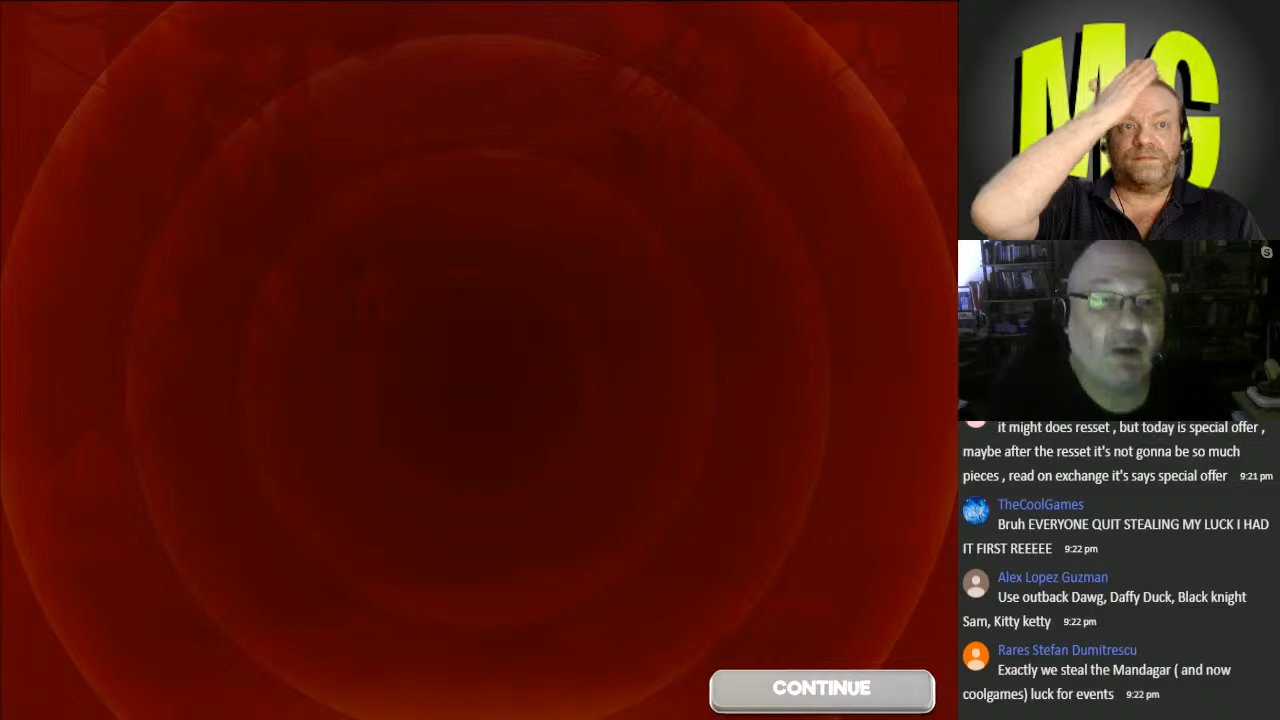 MG
it might does resset , but today is special offer ,
maybe after the resset it's not gonna be so much
pieces , read on exchange it's says special offer 9:21 pm
TheCoolGames
Bruh EVERYONE QUIT STEALING MY LUCK I HAD
IT FIRST REEEEE 9:22 pm
Alex Lopez Guzman
Use outback Dawg, Daffy Duck, Black knight
Sam, Kitty ketty 9:22 pm
Rares Stefan Dumitrescu
Exactly we steal the Mandagar ( and now
coolgames) luck for events 9:22 pm
CONTINUE